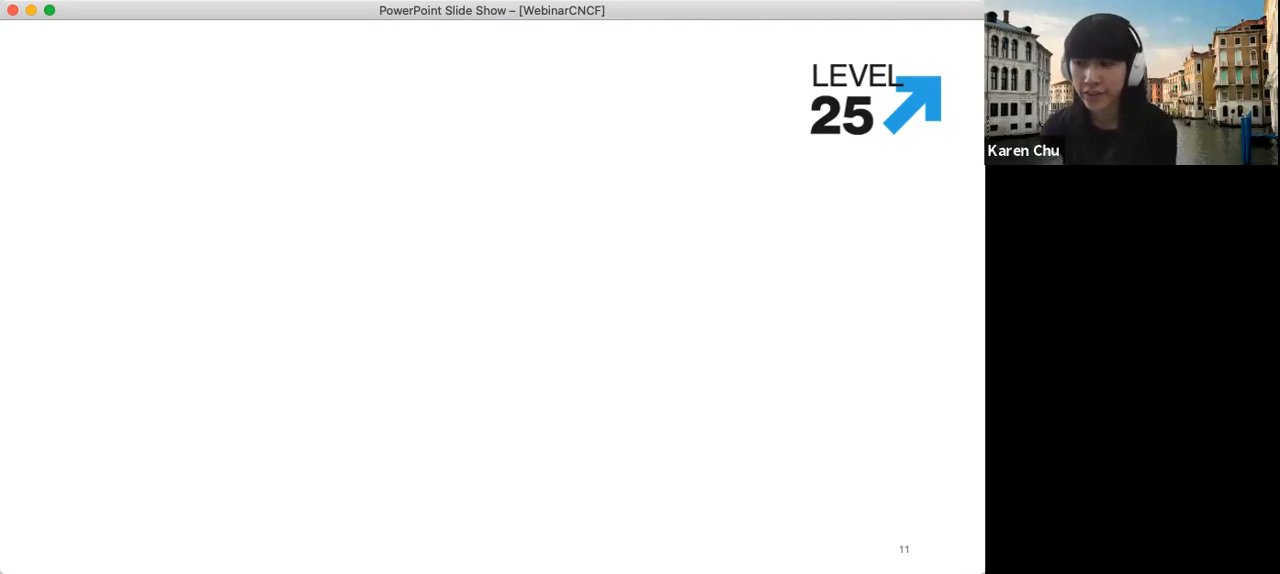 PowerPoint Slide Show – [WebinarCNCF]
LEVEL
25
Karen Chu
11